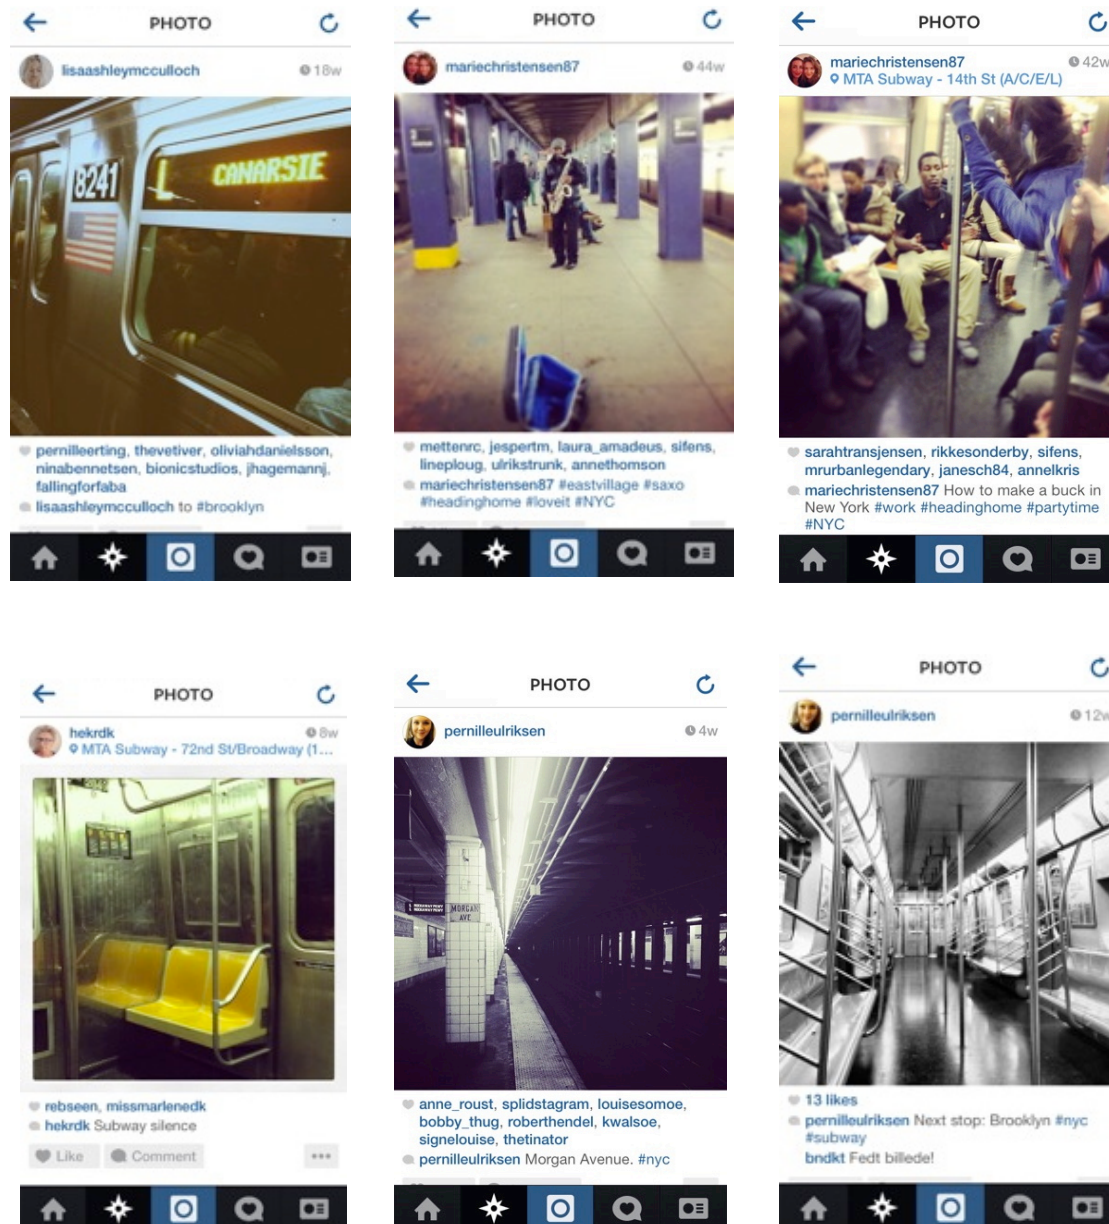 PHOTO
lisaashleymcculloch
18w
8241
L CANARSIE
pernilleerting, thevetiver, oliviahdanielsson,
ninabennetsen, bionicstudios, jhagemannj,
fallingforfaba
lisaashleymcculloch to #brooklyn
PHOTO
mariechristensen87
44w
mettenrc, jespertm, laura_amadeus, sifens,
lineploug, ulrikstrunk, annethomson
mariechristensen87 #eastvillage #saxo
#headinghome #loveit #NYC
PHOTO
mariechristensen87
42w
MTA Subway - 14th St (A/C/E/L)
sarahtransjensen, rikkesonderby, sifens,
mrurbanlegendary, janesch84, annelkris
mariechristensen87 How to make a buck in
New York #work #headinghome #partytime
#NYC
PHOTO
hekrdk
8w
MTA Subway - 72nd St/Broadway (1...
rebseen, missmarlenedk
hekrdk Subway silence
Like
Comment
PHOTO
pernilleulriksen
4w
MORGAN
AVE
anne_roust, splidstagram, louisesomoe,
bobby_thug, roberthendel, kwalsoe,
signelouise, thetinator
pernilleulriksen Morgan Avenue. #nyc
PHOTO
pernilleulriksen
12w
13 likes
pernilleulriksen Next stop: Brooklyn #nyc
#subway
bndkt Fedt billede!